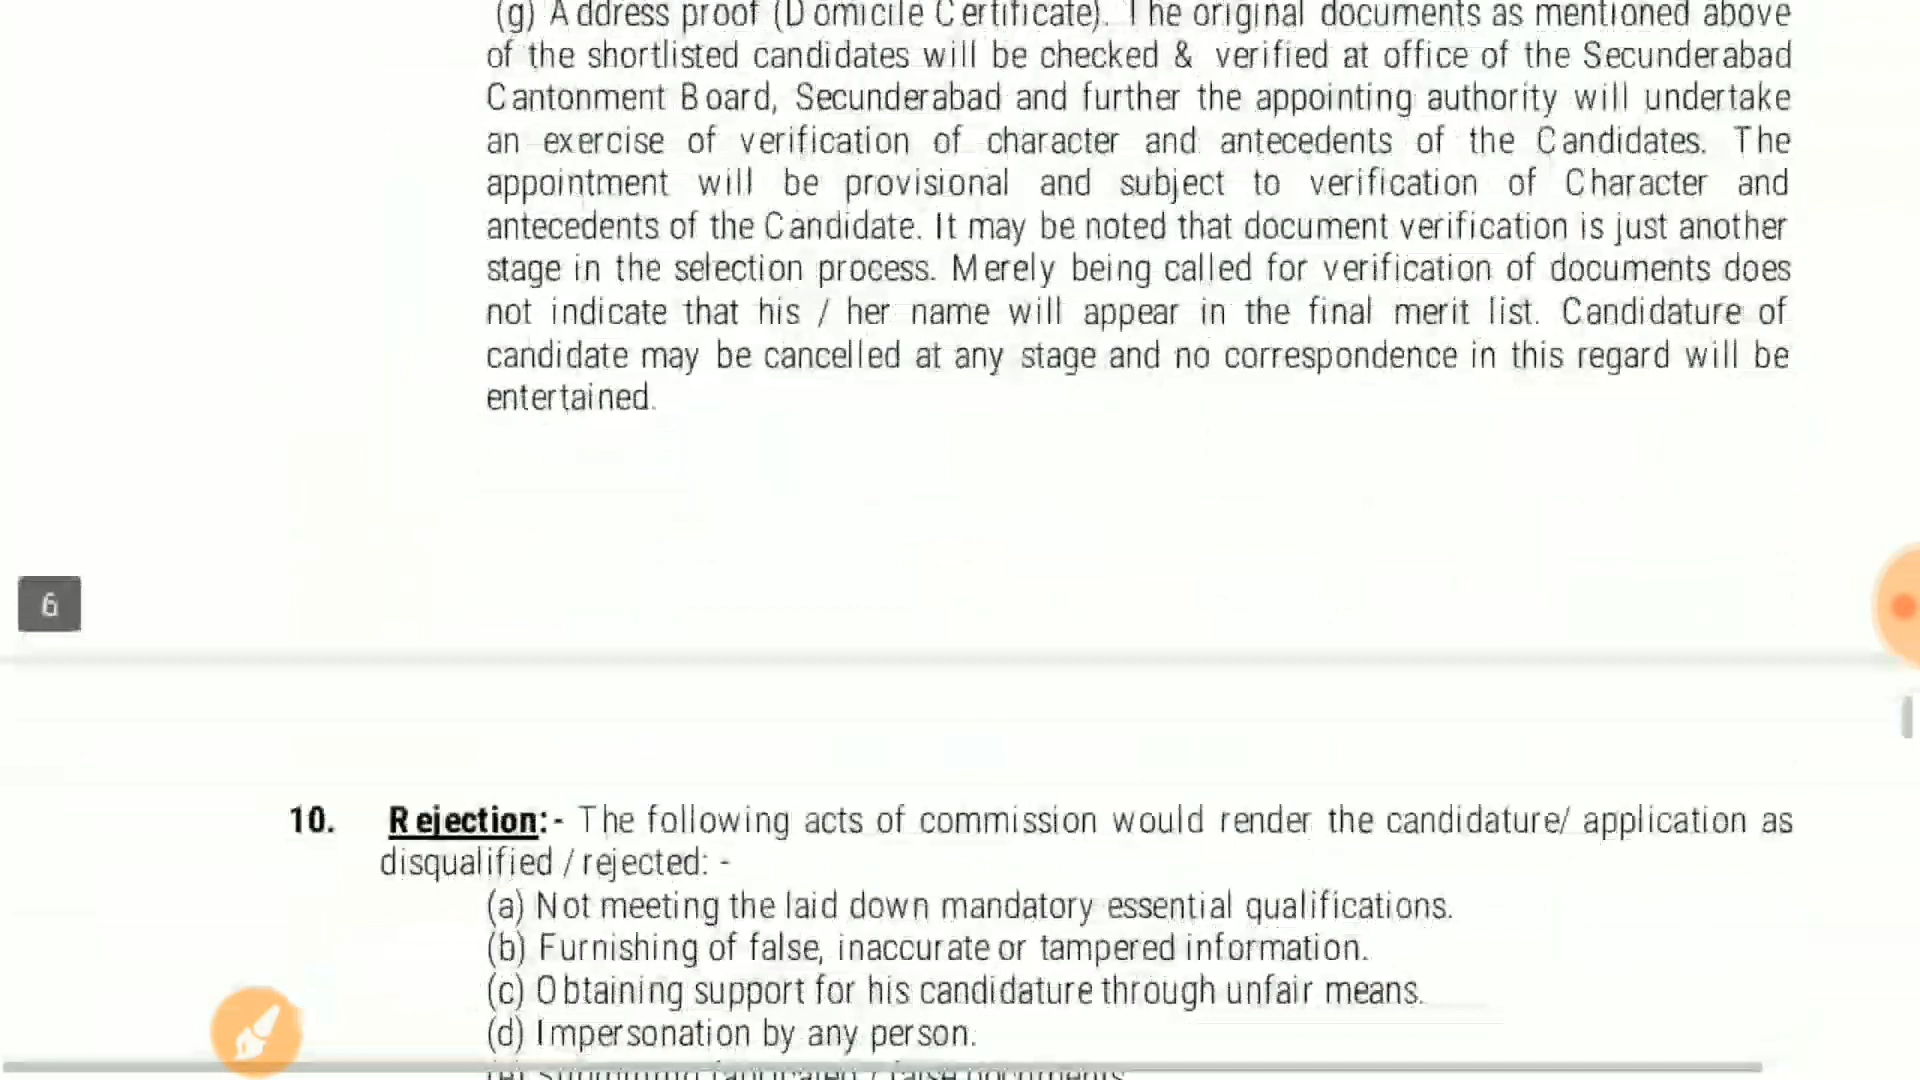 (g) Address proof (Domicile Certificate). The original documents as mentioned above
of the shortlisted candidates will be checked & verified at office of the Secunderabad
Cantonment Board, Secunderabad and further the appointing authority will undertake
an exercise of verification of character and antecedents of the Candidates. The
appointment will be provisional and subject to verification of Character and
antecedents of the Candidate. It may be noted that document verification is just another
stage in the selection process. Merely being called for verification of documents does
not indicate that his / her name will appear in the final merit list. Candidature of
candidate may be cancelled at any stage and no correspondence in this regard will be
entertained.
6
10. Rejection:- The following acts of commission would render the candidature/ application as
disqualified / rejected: -
(a) Not meeting the laid down mandatory essential qualifications.
(b) Furnishing of false, inaccurate or tampered information.
(c) Obtaining support for his candidature through unfair means.
(d) Impersonation by any person.
(e) Submitting fabricated / false documents